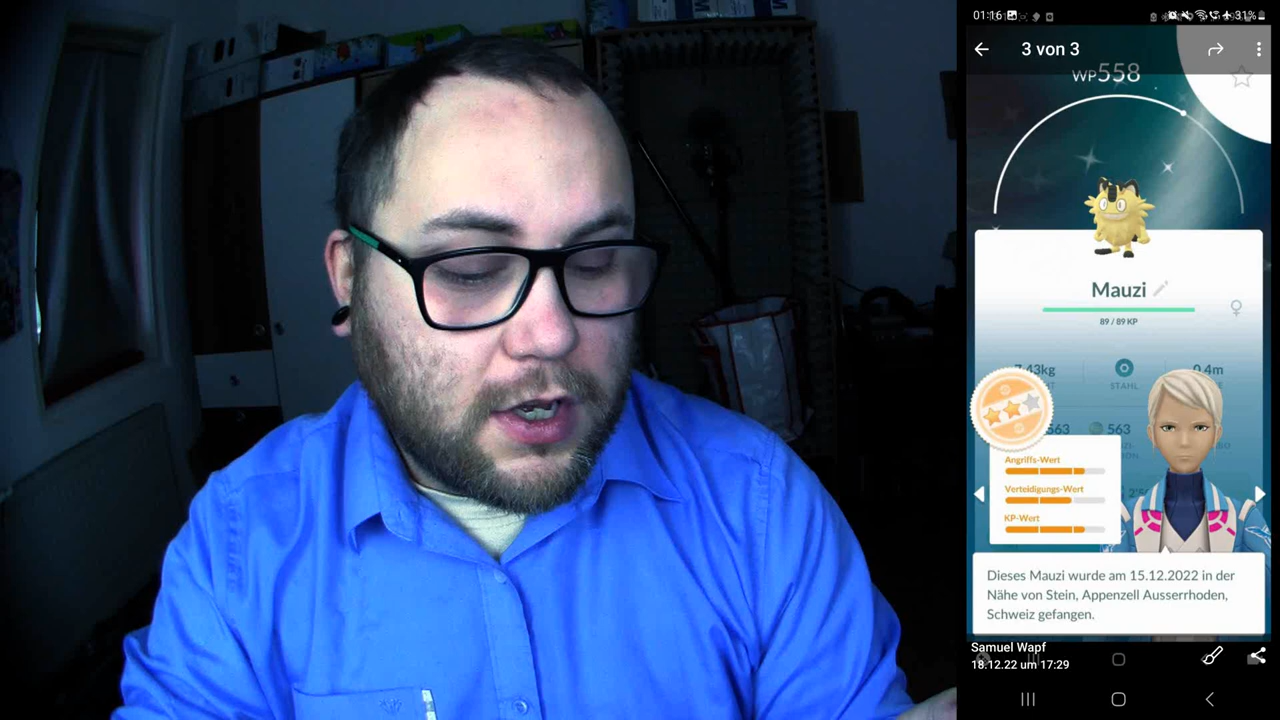 01:16
31%
3 von 3
WP558
Mauzi
89 / 89 KP
7,43kg
0,4m
STAHL
563
563
Angriffs-Wert
Verteidigungs-Wert
KP-Wert
Dieses Mauzi wurde am 15.12.2022 in der
Nähe von Stein, Appenzell Ausserrhoden,
Schweiz gefangen.
Samuel Wapf
18.12.22 um 17:29